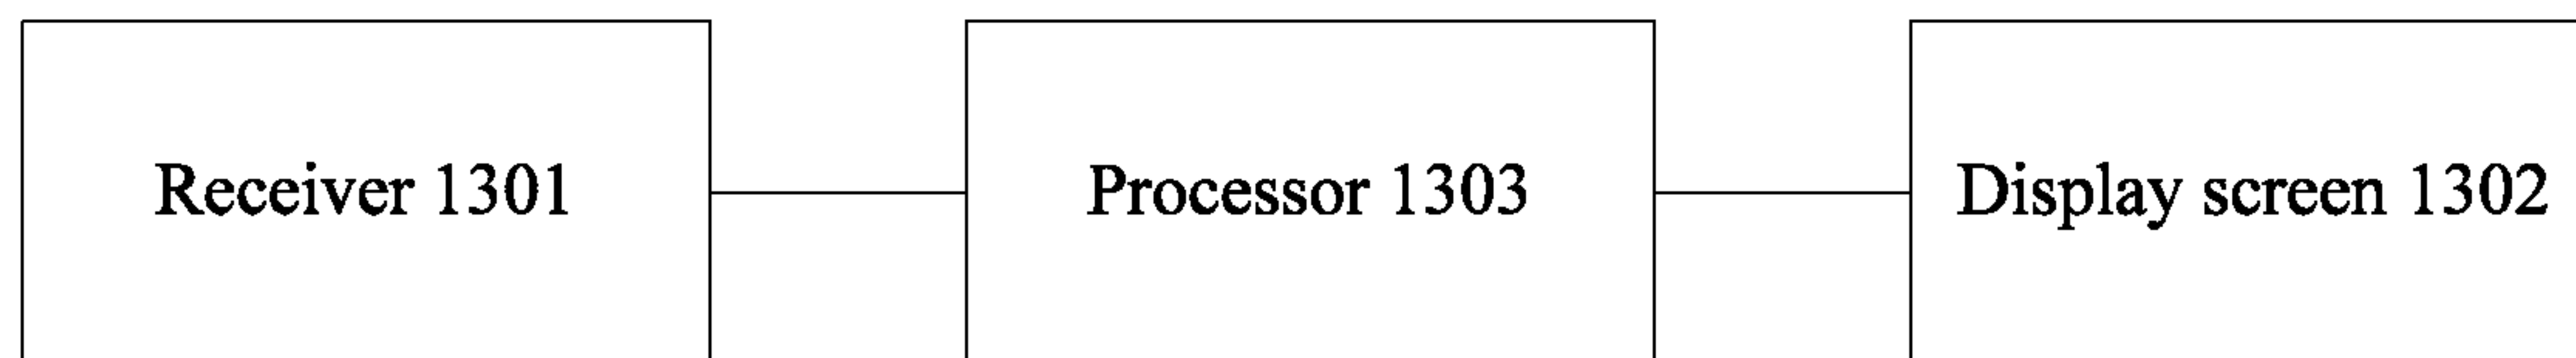 Receiver 1301
Processor 1303
Display screen 1302